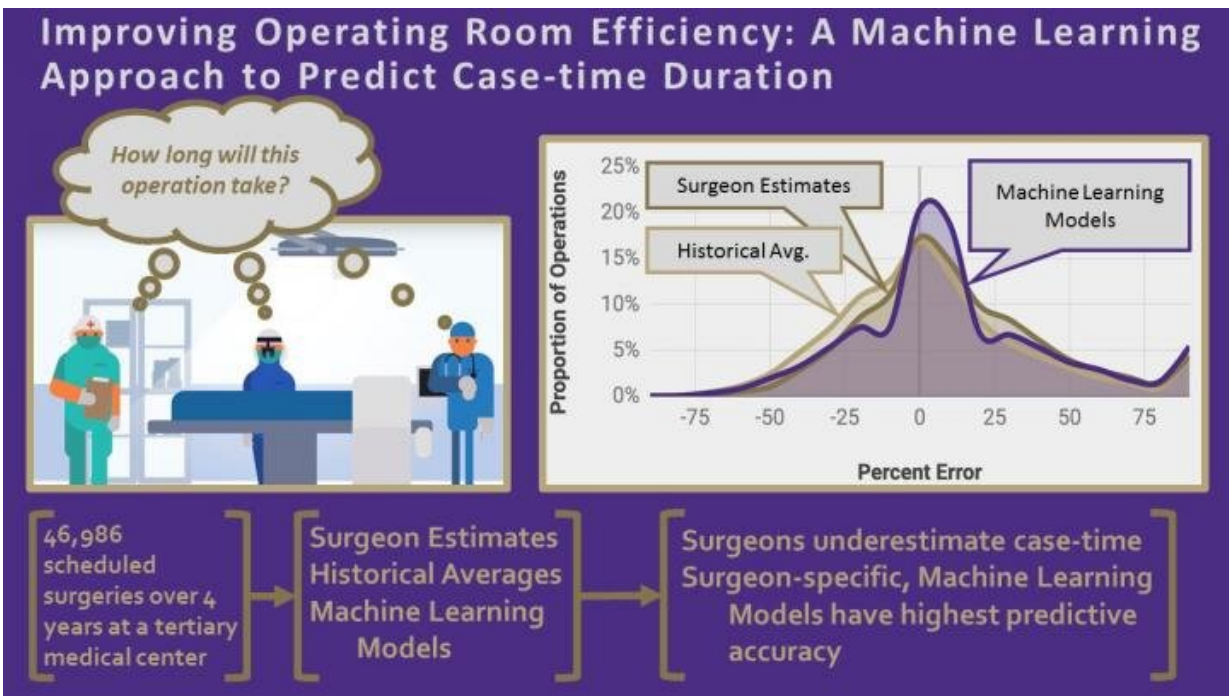 Improving Operating Room Efficiency: A Machine Learning
Approach to Predict Case-time Duration
How long will this
operation take?
Proportion of Operations
25%
20%
15%
10%
5%
0%
Surgeon Estimates
Historical Avg.
Machine Learning
Models
-75
-50
-25
0
25
50
75
Percent Error
46,986
scheduled
surgeries over 4
years at a tertiary
medical center
Surgeon Estimates
Historical Averages
Machine Learning
Models
Surgeons underestimate case-time
Surgeon-specific, Machine Learning
Models have highest predictive
accuracy